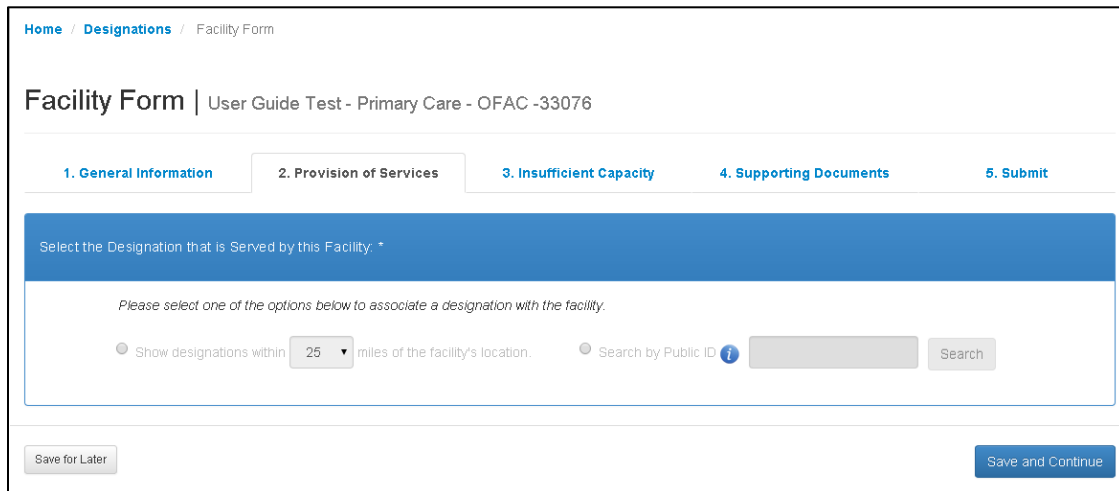 Home / Designations / Facility Form
Facility Form | User Guide Test - Primary Care - OFAC -33076
1. General Information 2. Provision of Services 3. Insufficient Capacity 4. Supporting Documents 5. Submit
Select the Designation that is Served by this Facility: *
Please select one of the options below to associate a designation with the facility.
Show designations within 25 miles of the facility's location. Search by Public ID i Search
Save for Later Save and Continue